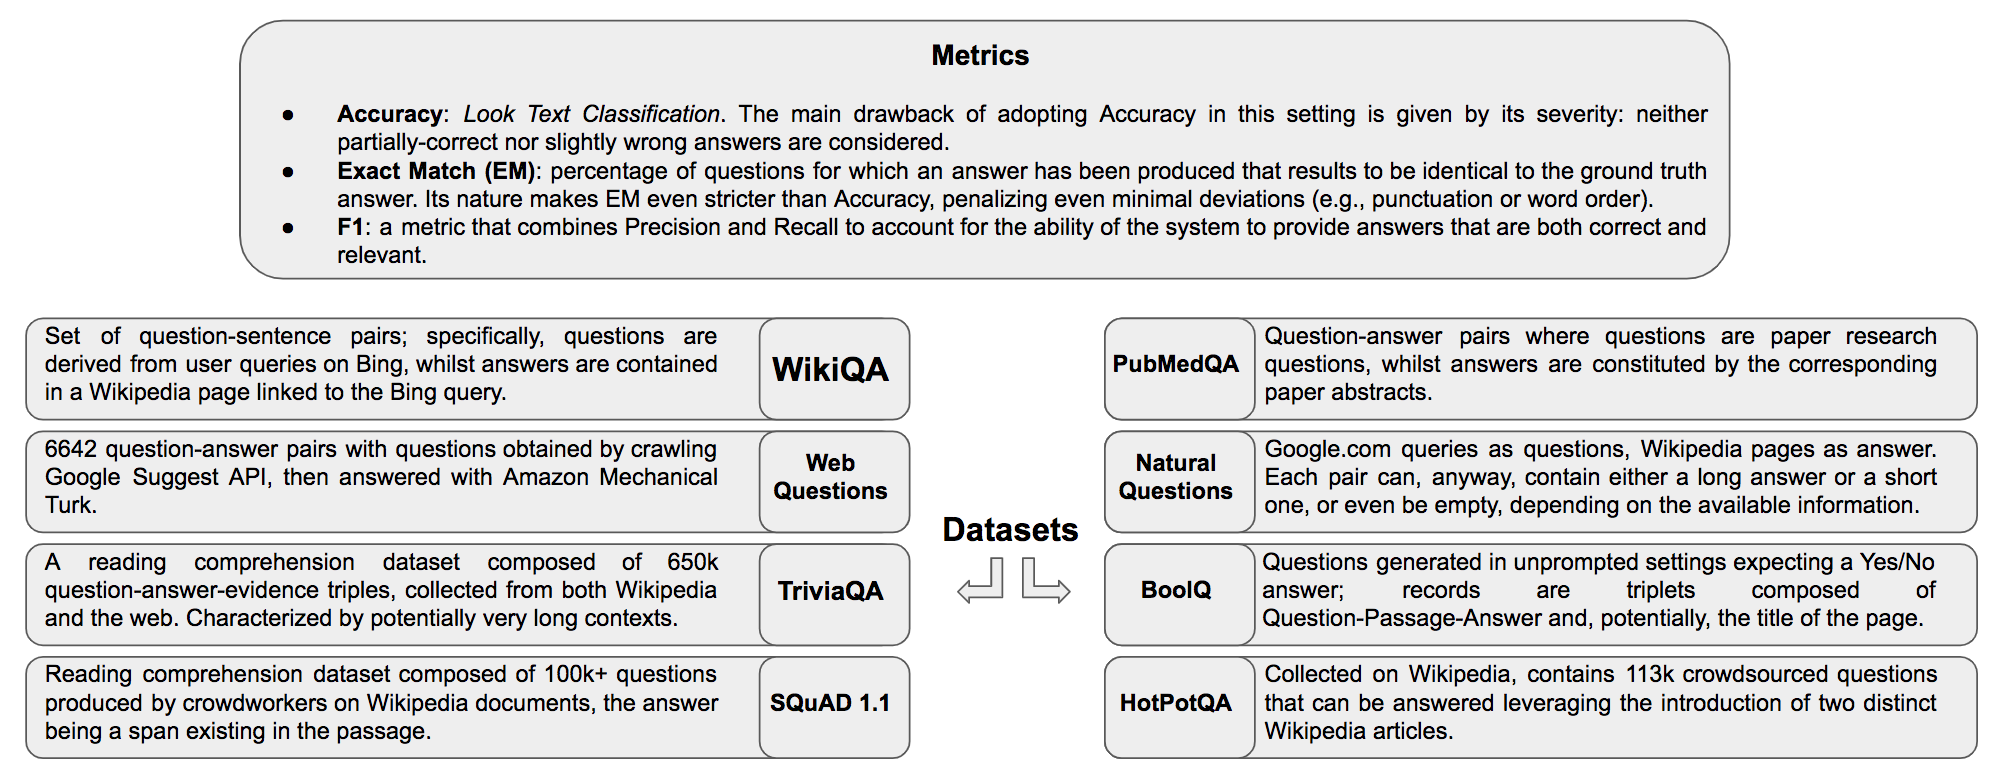 Metrics
● Accuracy: Look Text Classification. The main drawback of adopting Accuracy in this setting is given by its severity: neither
partially-correct nor slightly wrong answers are considered.
● Exact Match (EM): percentage of questions for which an answer has been produced that results to be identical to the ground truth
answer. Its nature makes EM even stricter than Accuracy, penalizing even minimal deviations (e.g., punctuation or word order).
● F1: a metric that combines Precision and Recall to account for the ability of the system to provide answers that are both correct and
relevant.
Set of question-sentence pairs; specifically, questions are
derived from user queries on Bing, whilst answers are contained
in a Wikipedia page linked to the Bing query.
WikiQA
6642 question-answer pairs with questions obtained by crawling
Google Suggest API, then answered with Amazon Mechanical
Turk.
Web
Questions
A reading comprehension dataset composed of 650k
question-answer-evidence triples, collected from both Wikipedia
and the web. Characterized by potentially very long contexts.
TriviaQA
Reading comprehension dataset composed of 100k+ questions
produced by crowdworkers on Wikipedia documents, the answer
being a span existing in the passage.
SQuAD 1.1
Datasets
PubMedQA
Question-answer pairs where questions are paper research
questions, whilst answers are constituted by the corresponding
paper abstracts.
Natural
Questions
Google.com queries as questions, Wikipedia pages as answer.
Each pair can, anyway, contain either a long answer or a short
one, or even be empty, depending on the available information.
BoolQ
Questions generated in unprompted settings expecting a Yes/No
answer; records are triplets composed of
Question-Passage-Answer and, potentially, the title of the page.
HotPotQA
Collected on Wikipedia, contains 113k crowdsourced questions
that can be answered leveraging the introduction of two distinct
Wikipedia articles.